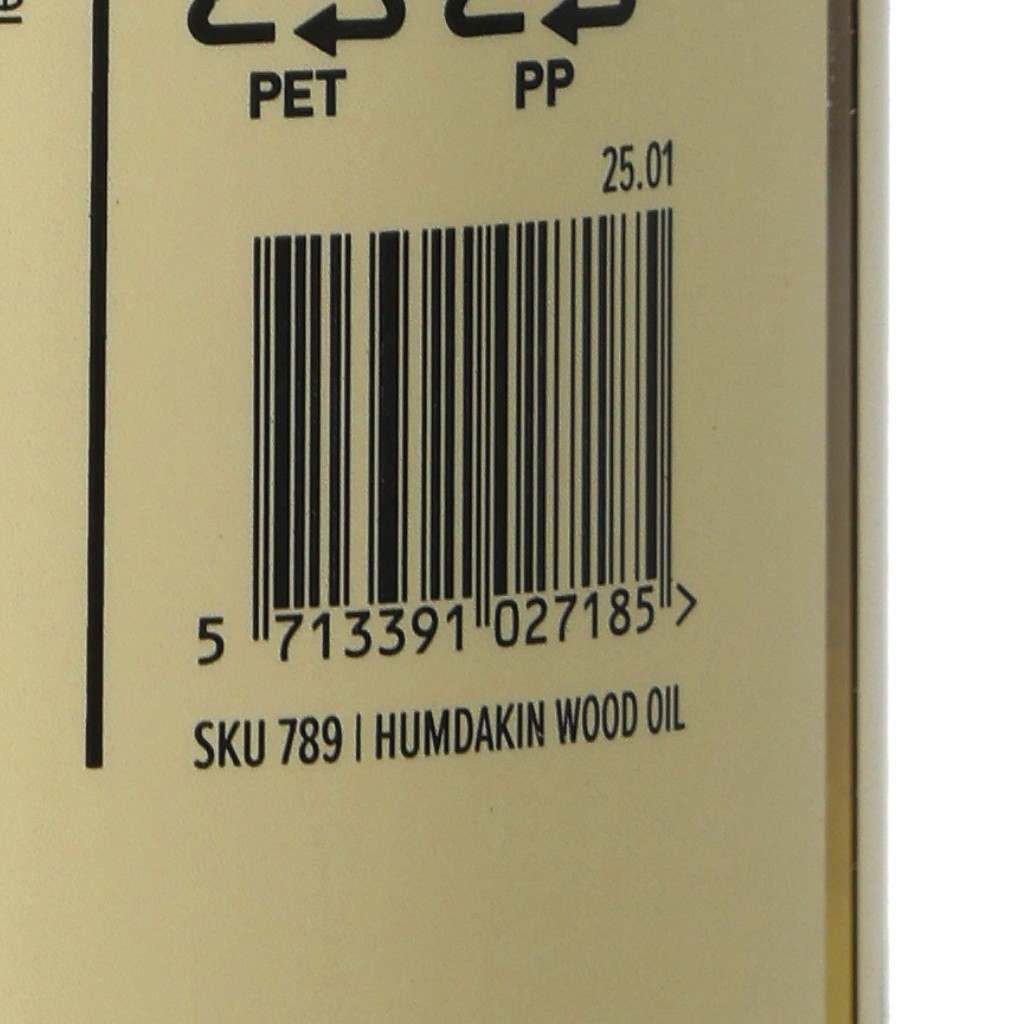 PET PP
25.01
5 713391 027185 >
SKU 789 | HUMDAKIN WOOD OIL